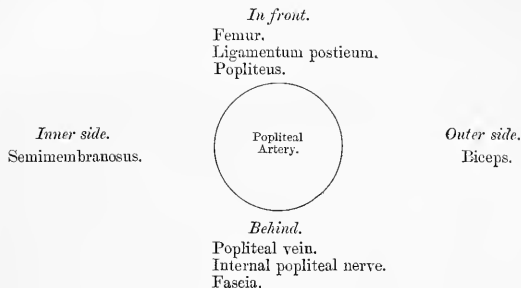 In front.
Femur.
Ligamentum postieum.
Popliteus.
Inner side.
Semimembranosus.
Popliteal
Artery.
Outer side.
Biceps.
Behind.
Popliteal vein.
Internal popliteal nerve.
Fascia.